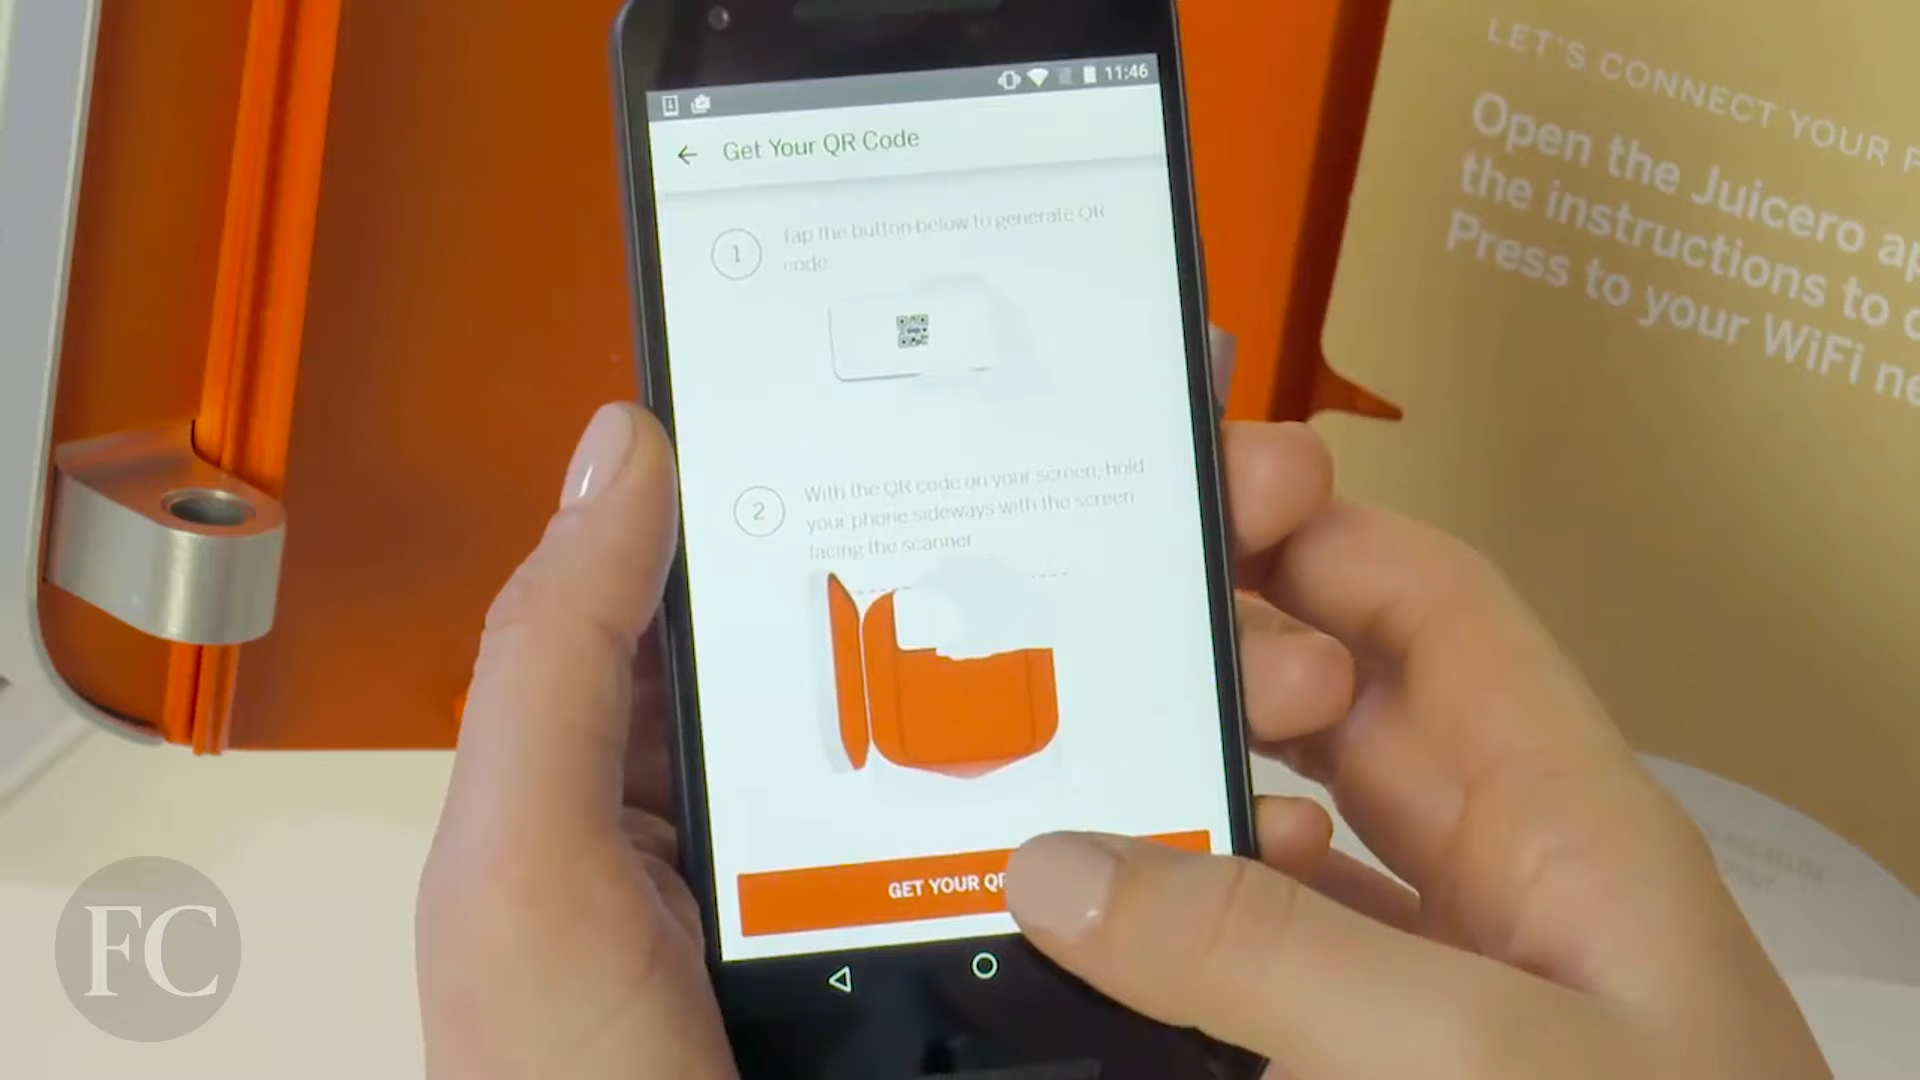 11:46
Get Your QR Code
1
Tap the button below to generate QR
code
2
With the QR code on your screen, hold
your phone sideways with the screen
facing the scanner
GET YOUR QR
LET'S CONNECT YOUR P
Open the Juicero ap
the instructions to c
Press to your WiFi ne
FC